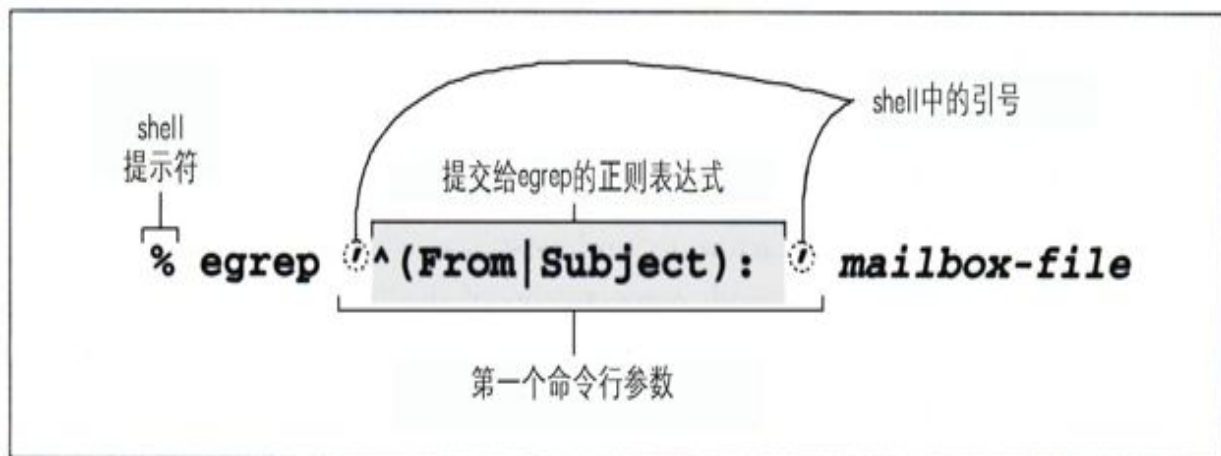 shell中的引号
shell
提示符
提交给egrep的正则表达式
% egrep '^(From|Subject): ' mailbox-file
第一个命令行参数